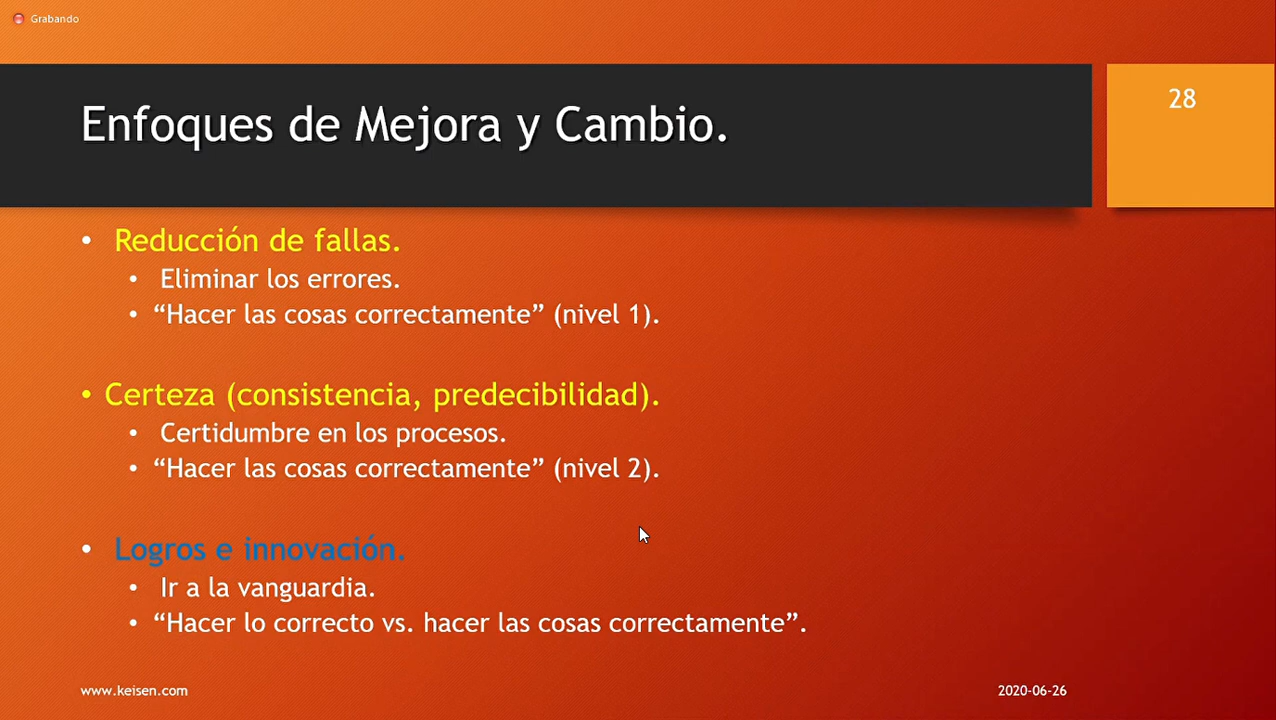 Grabando
Enfoques de Mejora y Cambio.
28
• Reducción de fallas.
• Eliminar los errores.
• “Hacer las cosas correctamente” (nivel 1).
• Certeza (consistencia, predecibilidad).
• Certidumbre en los procesos.
• “Hacer las cosas correctamente” (nivel 2).
• Logros e innovación.
• Ir a la vanguardia.
• “Hacer lo correcto vs. hacer las cosas correctamente”.
www.keisen.com
2020-06-26